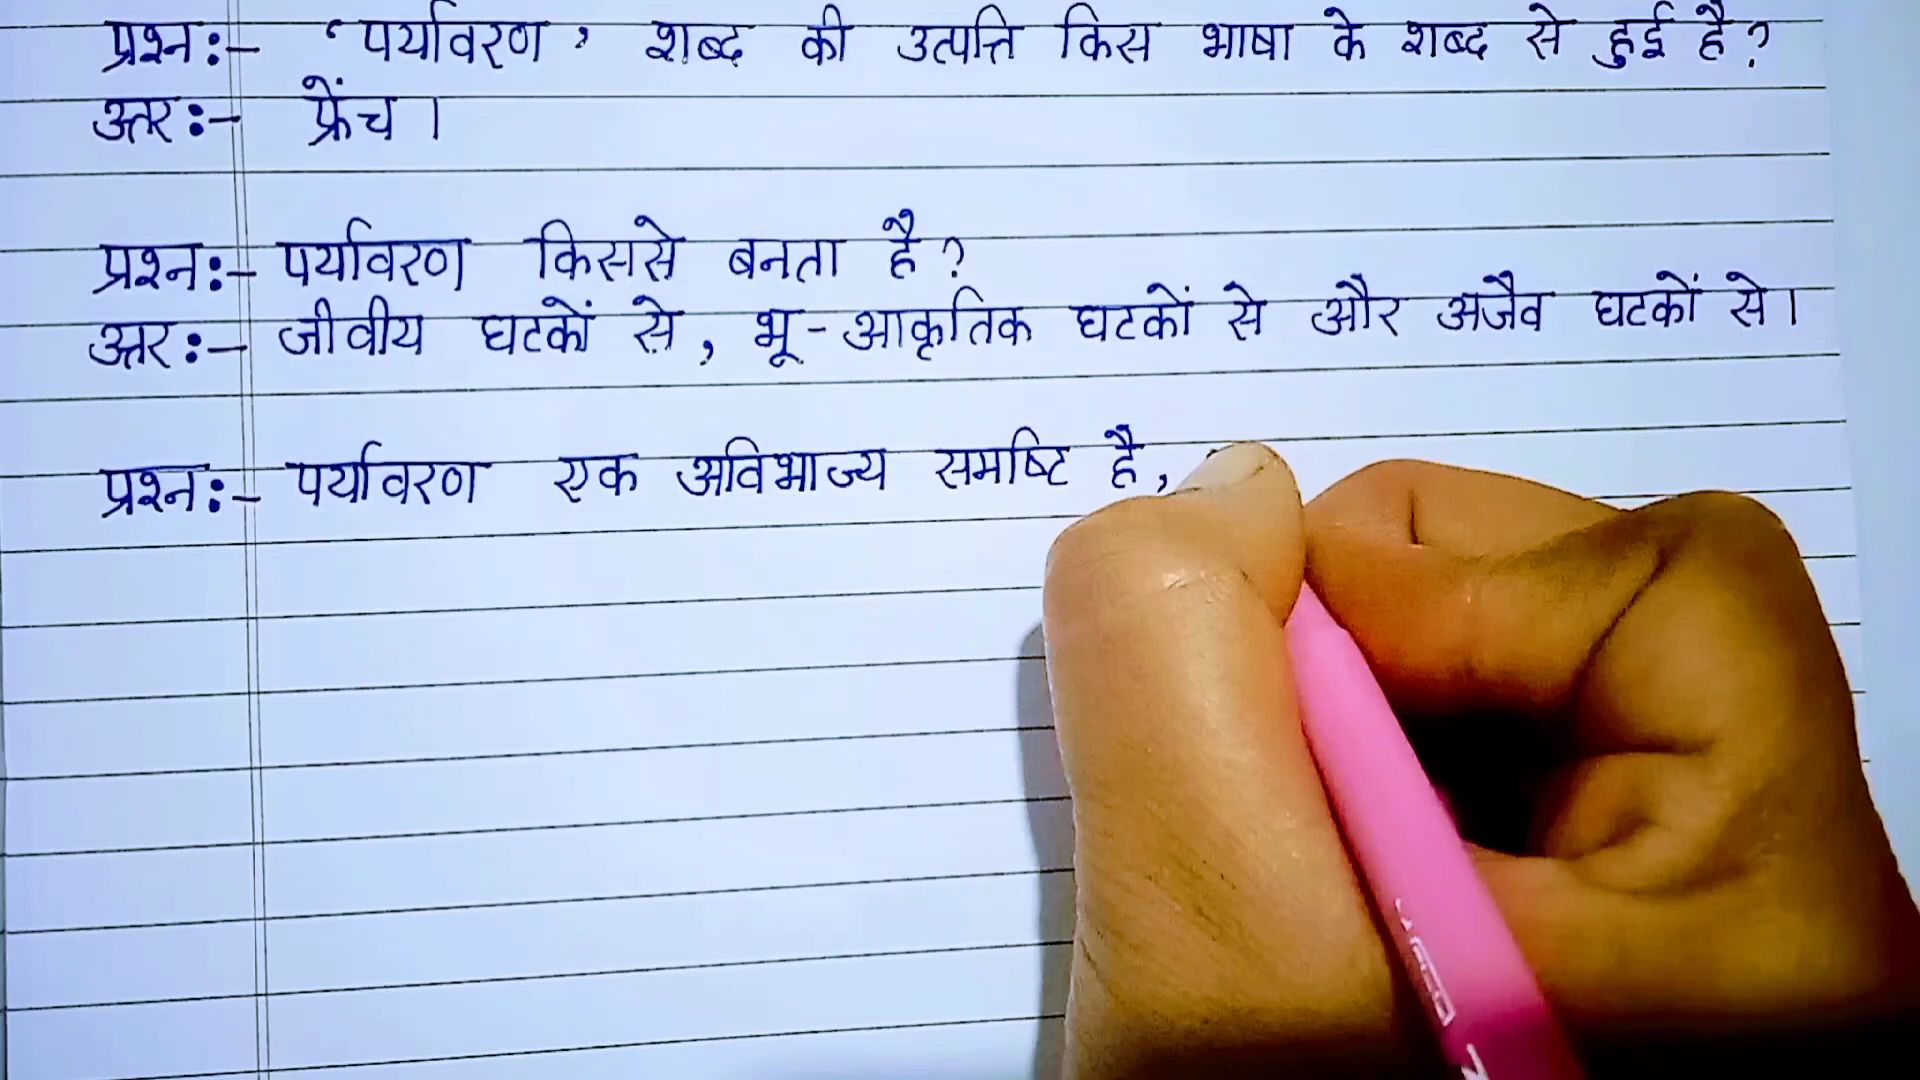 प्रश्न:- ‘पर्यावरण’ शब्द की उत्पत्ति किस भाषा के शब्द से हुई है?
उत्तर:- फ्रेंच।
प्रश्न:- पर्यावरण किससे बनता है?
उत्तर:- जीवीय घटकों से, भू-आकृतिक घटकों से और अजैव घटकों से।
प्रश्न:- पर्यावरण एक अविभाज्य समष्टि है,